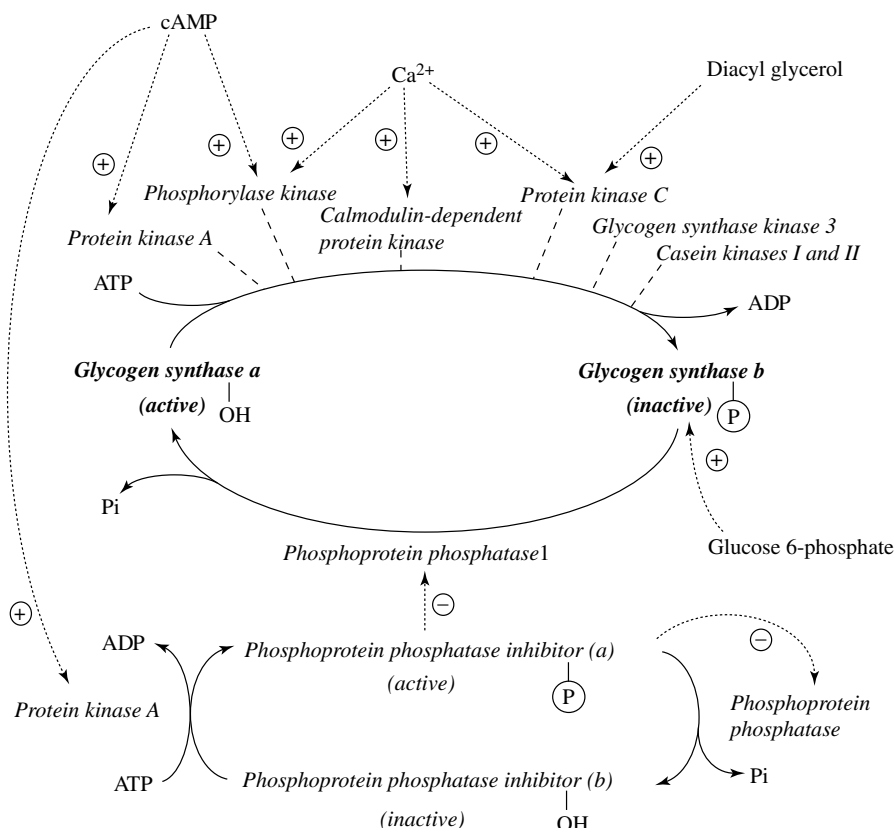 cAMP
Ca2+
Diacyl glycerol
+
+
+
+
+
+
Phosphorylase kinase
Protein kinase C
Calmodulin-dependent
protein kinase
Protein kinase A
Glycogen synthase kinase 3
Casein kinases I and II
ATP
ADP
Glycogen synthase a
(active)
OH
Glycogen synthase b
(inactive)
P
+
Pi
Glucose 6-phosphate
Phosphoprotein phosphatase1
−
+
ADP
Phosphoprotein phosphatase inhibitor (a)
(active)
P
−
Protein kinase A
Phosphoprotein
phosphatase
ATP
Phosphoprotein phosphatase inhibitor (b)
(inactive)
OH
Pi